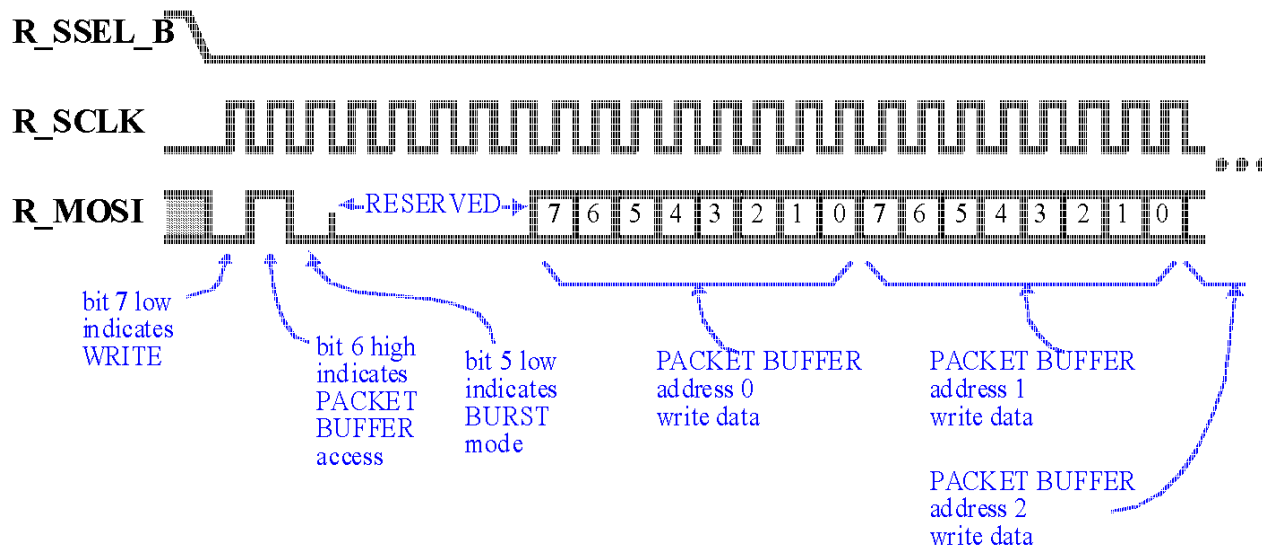 R_SSEL_B
R_SCLK
R_MOSI
RESERVED
7 6 5 4 3 2 1 0 7 6 5 4 3 2 1 0
bit 7 low
indicates
WRITE
bit 6 high
indicates
PACKET
BUFFER
access
bit 5 low
indicates
BURST
mode
PACKET BUFFER
address 0
write data
PACKET BUFFER
address 1
write data
PACKET BUFFER
address 2
write data